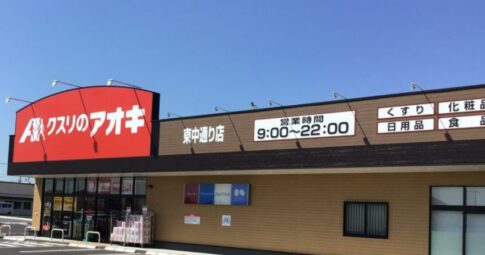 クスリのアオキ
東中通り店
営業時間
9:00〜22:00
くすり 化粧品
日用品 食品